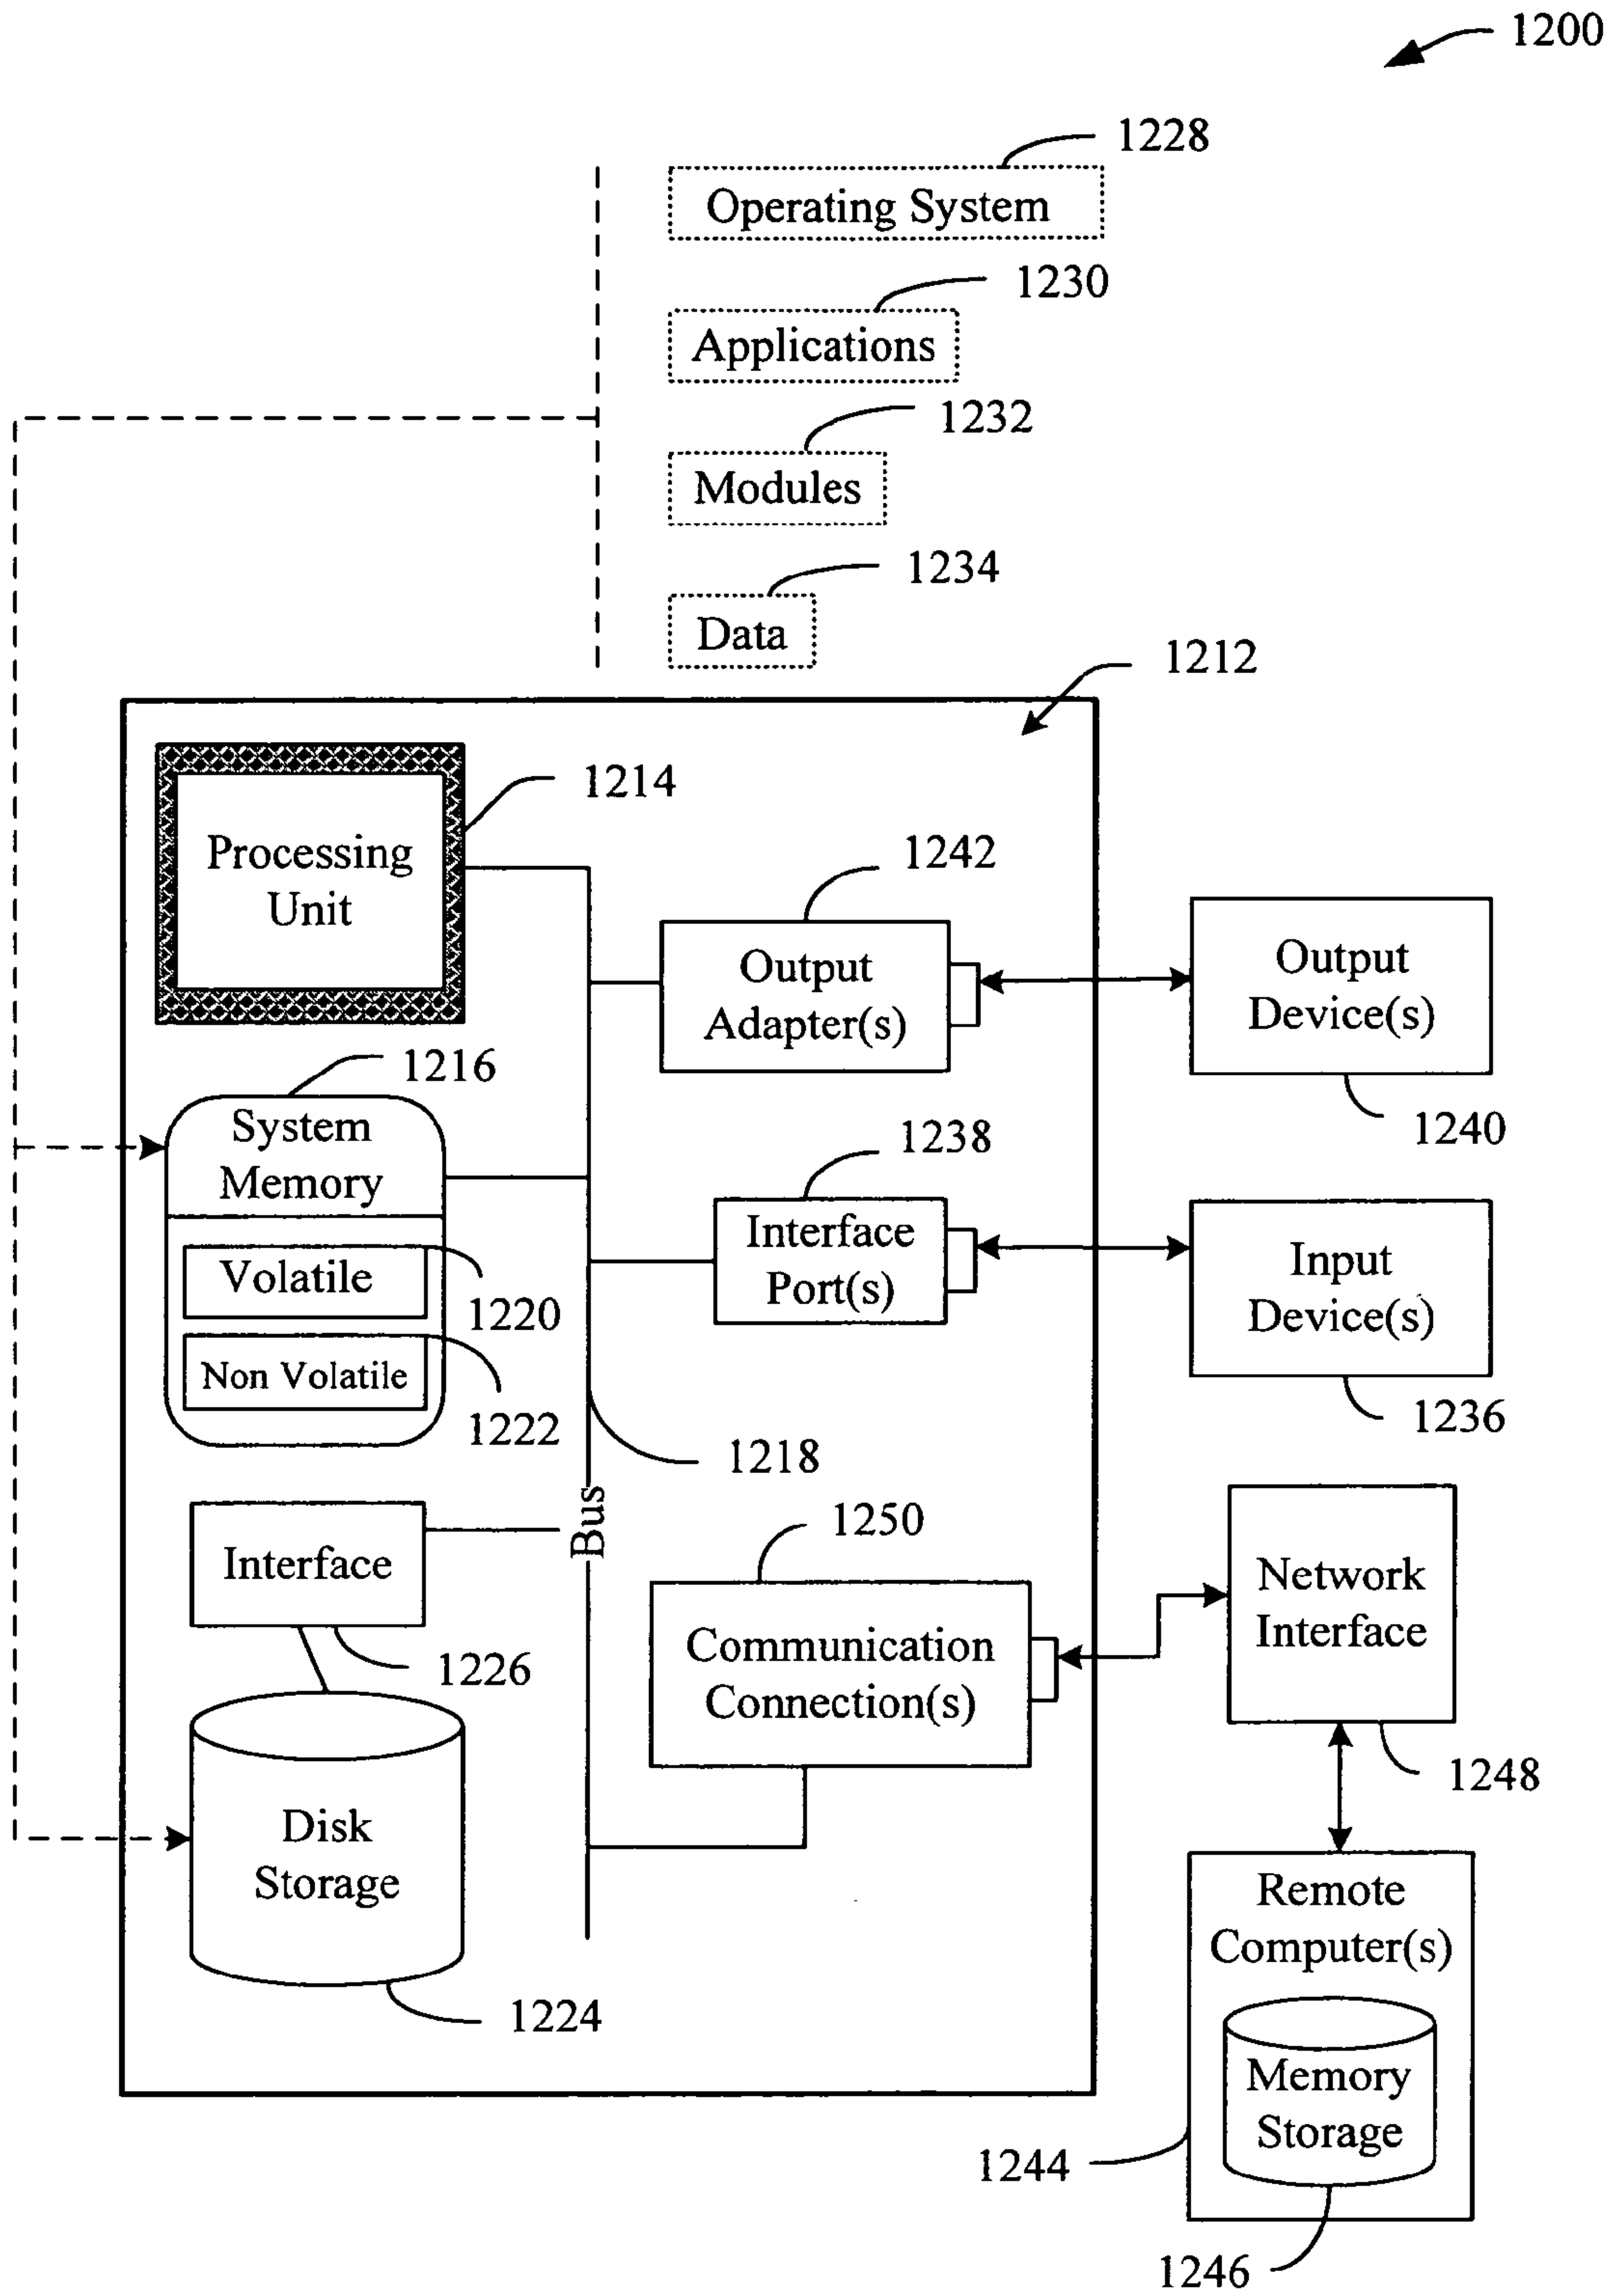 1200
1228
Operating System
1230
Applications
1232
Modules
1234
Data
1212
1214
Processing
Unit
1242
Output
Adapter(s)
Output
Device(s)
1240
1216
System
Memory
1238
Interface
Port(s)
Input
Device(s)
1236
Volatile
1220
Non Volatile
1222
1218
Bus
Interface
1226
1250
Communication
Connection(s)
Network
Interface
1248
Disk
Storage
1224
Remote
Computer(s)
Memory
Storage
1244
1246